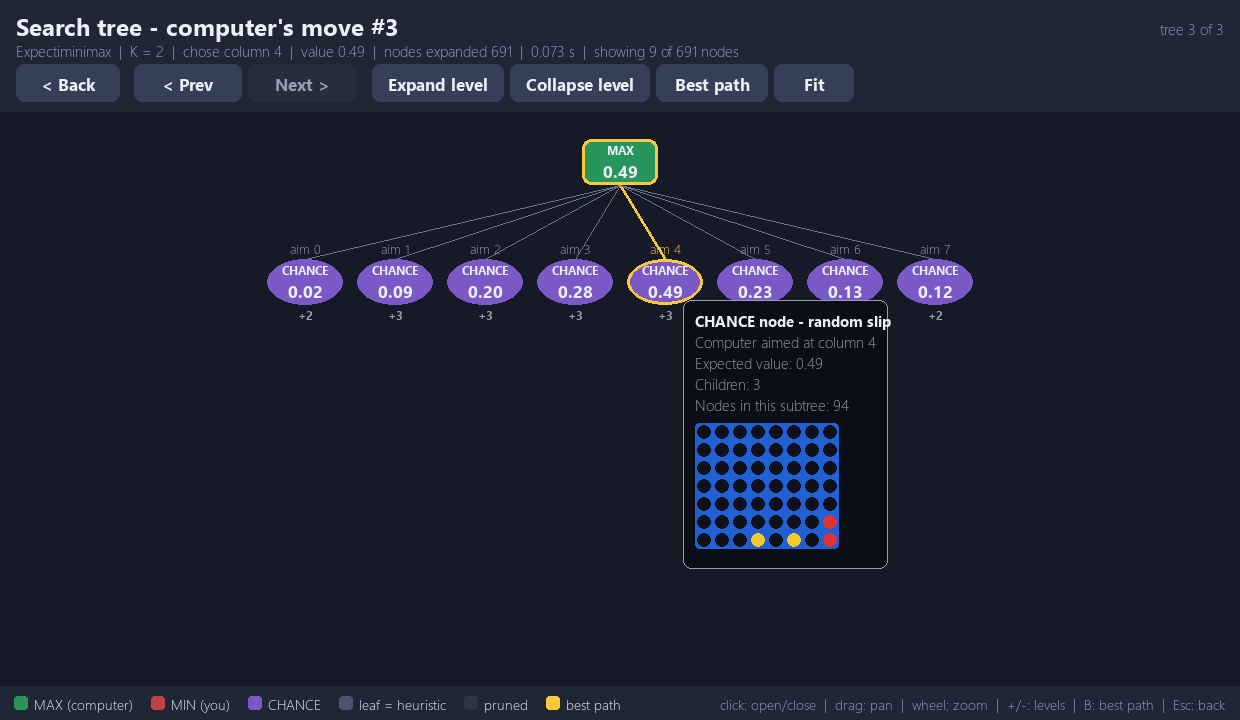 Search tree - computer's move #3
tree 3 of 3
Expectiminimax | K = 2 | chose column 4 | value 0.49 | nodes expanded 691 | 0.073 s | showing 9 of 691 nodes
< Back
< Prev
Next >
Expand level
Collapse level
Best path
Fit
MAX
0.49
aim 0
aim 1
aim 2
aim 3
aim 4
aim 5
aim 6
aim 7
CHANCE
0.02
CHANCE
0.09
CHANCE
0.20
CHANCE
0.28
CHANCE
0.49
CHANCE
0.23
CHANCE
0.13
CHANCE
0.12
+2
+3
+3
+3
+3
+2
CHANCE node - random slip
Computer aimed at column 4
Expected value: 0.49
Children: 3
Nodes in this subtree: 94
MAX (computer)
MIN (you)
CHANCE
leaf = heuristic
pruned
best path
click: open/close | drag: pan | wheel: zoom | +/-: levels | B: best path | Esc: back